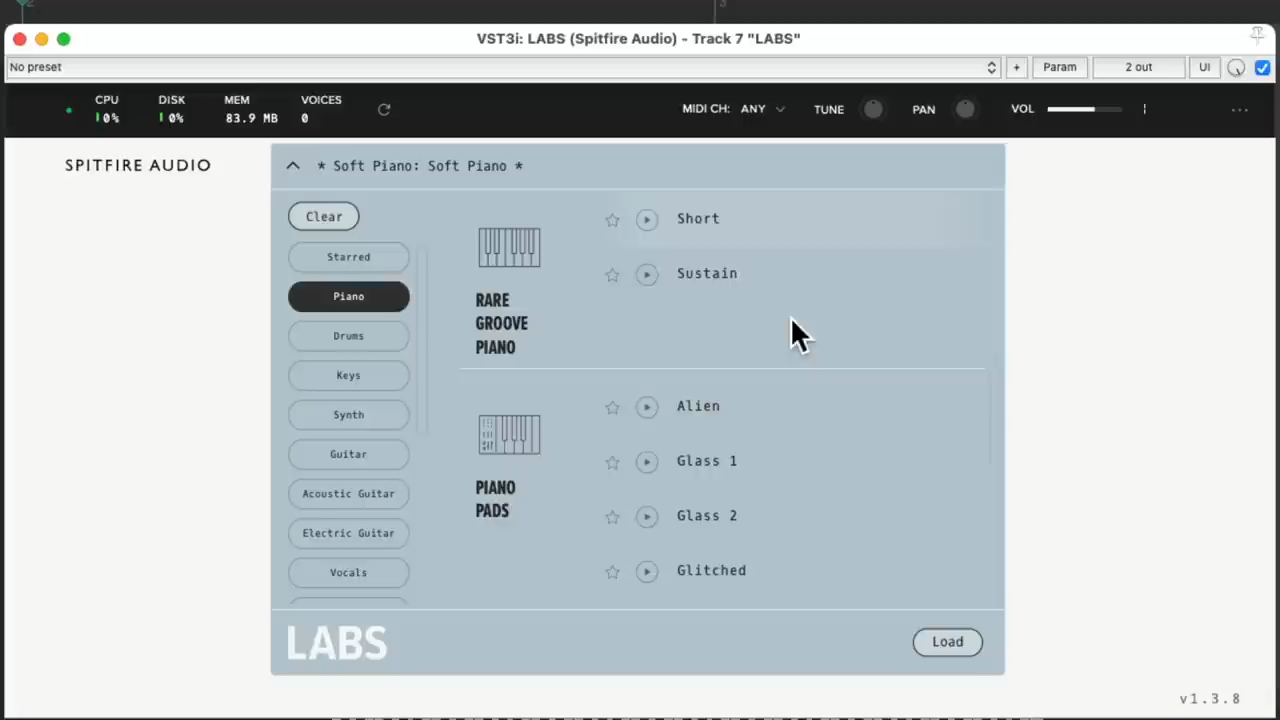 2
3
VST3i: LABS (Spitfire Audio) - Track 7 "LABS"
No preset
+
Param
2 out
UI
CPU
0%
DISK
0%
MEM
83.9 MB
VOICES
0
MIDI CH: ANY
TUNE
PAN
VOL
SPITFIRE AUDIO
* Soft Piano: Soft Piano *
Clear
Starred
Piano
Drums
Keys
Synth
Guitar
Acoustic Guitar
Electric Guitar
Vocals
RARE
GROOVE
PIANO
Short
Sustain
PIANO
PADS
Alien
Glass 1
Glass 2
Glitched
LABS
Load
v1.3.8